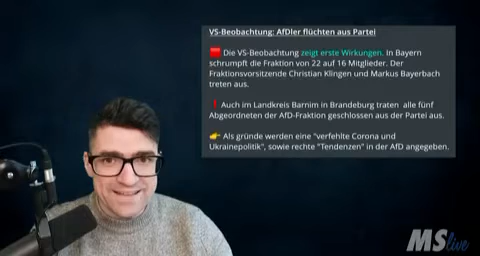 VS-Beobachtung: AfDler flüchten aus Partei
Die VS-Beobachtung zeigt erste Wirkungen. In Bayern
schrumpft die Fraktion von 22 auf 16 Mitglieder. Der
Fraktionsvorsitzende Christian Klingen und Markus Bayerbach
treten aus.
Auch im Landkreis Barnim in Brandeburg traten alle fünf
Abgeordneten der AfD-Fraktion geschlossen aus der Partei aus.
Als gründe werden eine "verfehlte Corona und
Ukrainepolitik", sowie rechte "Tendenzen" in der AfD angegeben.
MSlive